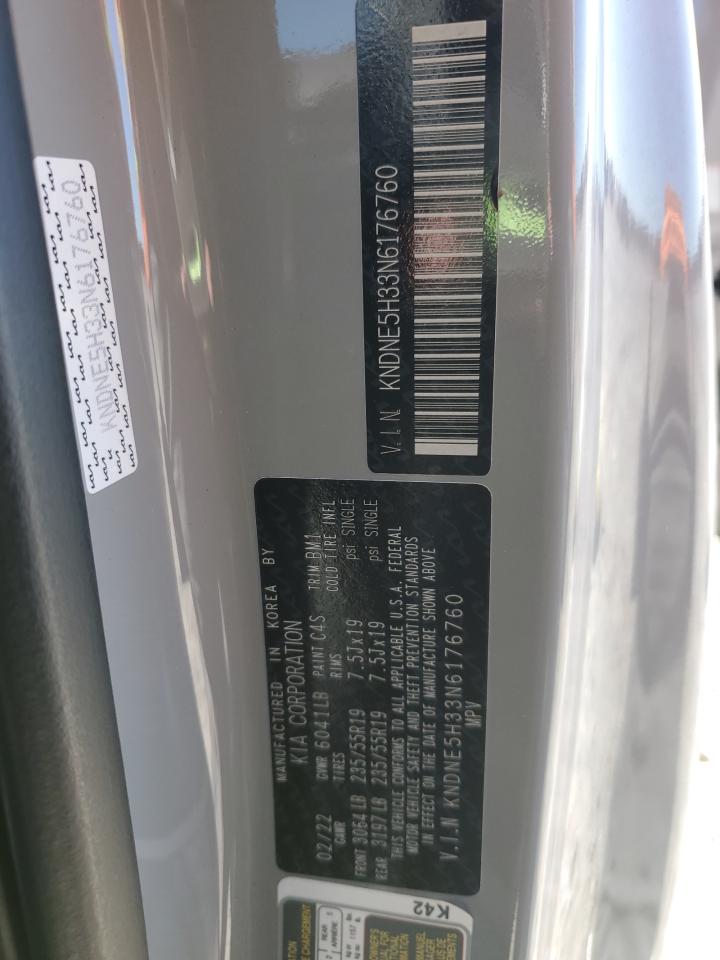 KNDNE5H33N6176760
V.I.N. KNDNE5H33N6176760
MANUFACTURED IN KOREA BY
KIA CORPORATION
02/22 GVWR 6041LB PAINT C4S TRIM BM1
GAWR TIRES RIMS COLD TIRE INFL
FRONT 3064LB 235/55R19 7.5Jx19 psi SINGLE
REAR 3197LB 235/55R19 7.5Jx19 psi SINGLE
THIS VEHICLE CONFORMS TO ALL APPLICABLE U.S.A. FEDERAL
MOTOR VEHICLE SAFETY AND THEFT PREVENTION STANDARDS
IN EFFECT ON THE DATE OF MANUFACTURE SHOWN ABOVE
V.I.N KNDNE5H33N6176760
MPV
K42
REAR
ARRIÈRE